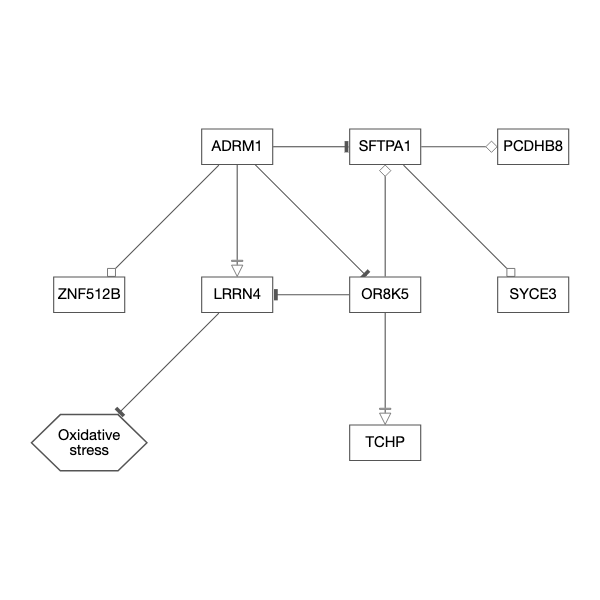 ADRM1
SFTPA1
PCDHB8
ZNF512B
LRRN4
OR8K5
SYCE3
Oxidative
stress
TCHP